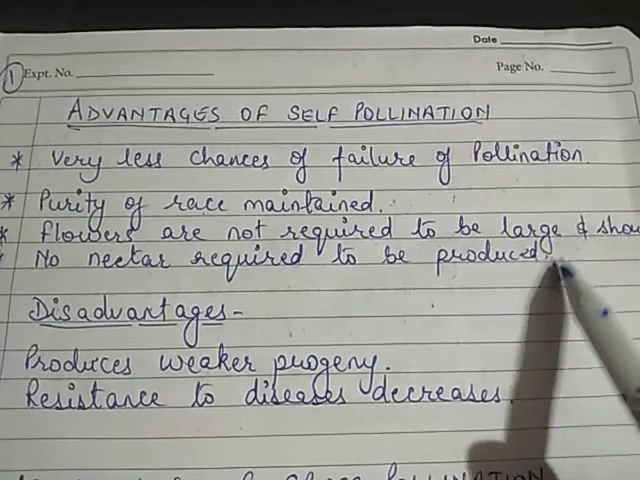 Date
1 Expt. No.
Page No.
ADVANTAGES OF SELF POLLINATION
* Very less chances of failure of Pollination.
* Purity of race maintained.
* Flowers are not required to be large &
* No nectar required to be produced.
Disadvantages -
Produces weaker progeny.
Resistance to diseases decreases.
POLLINATION